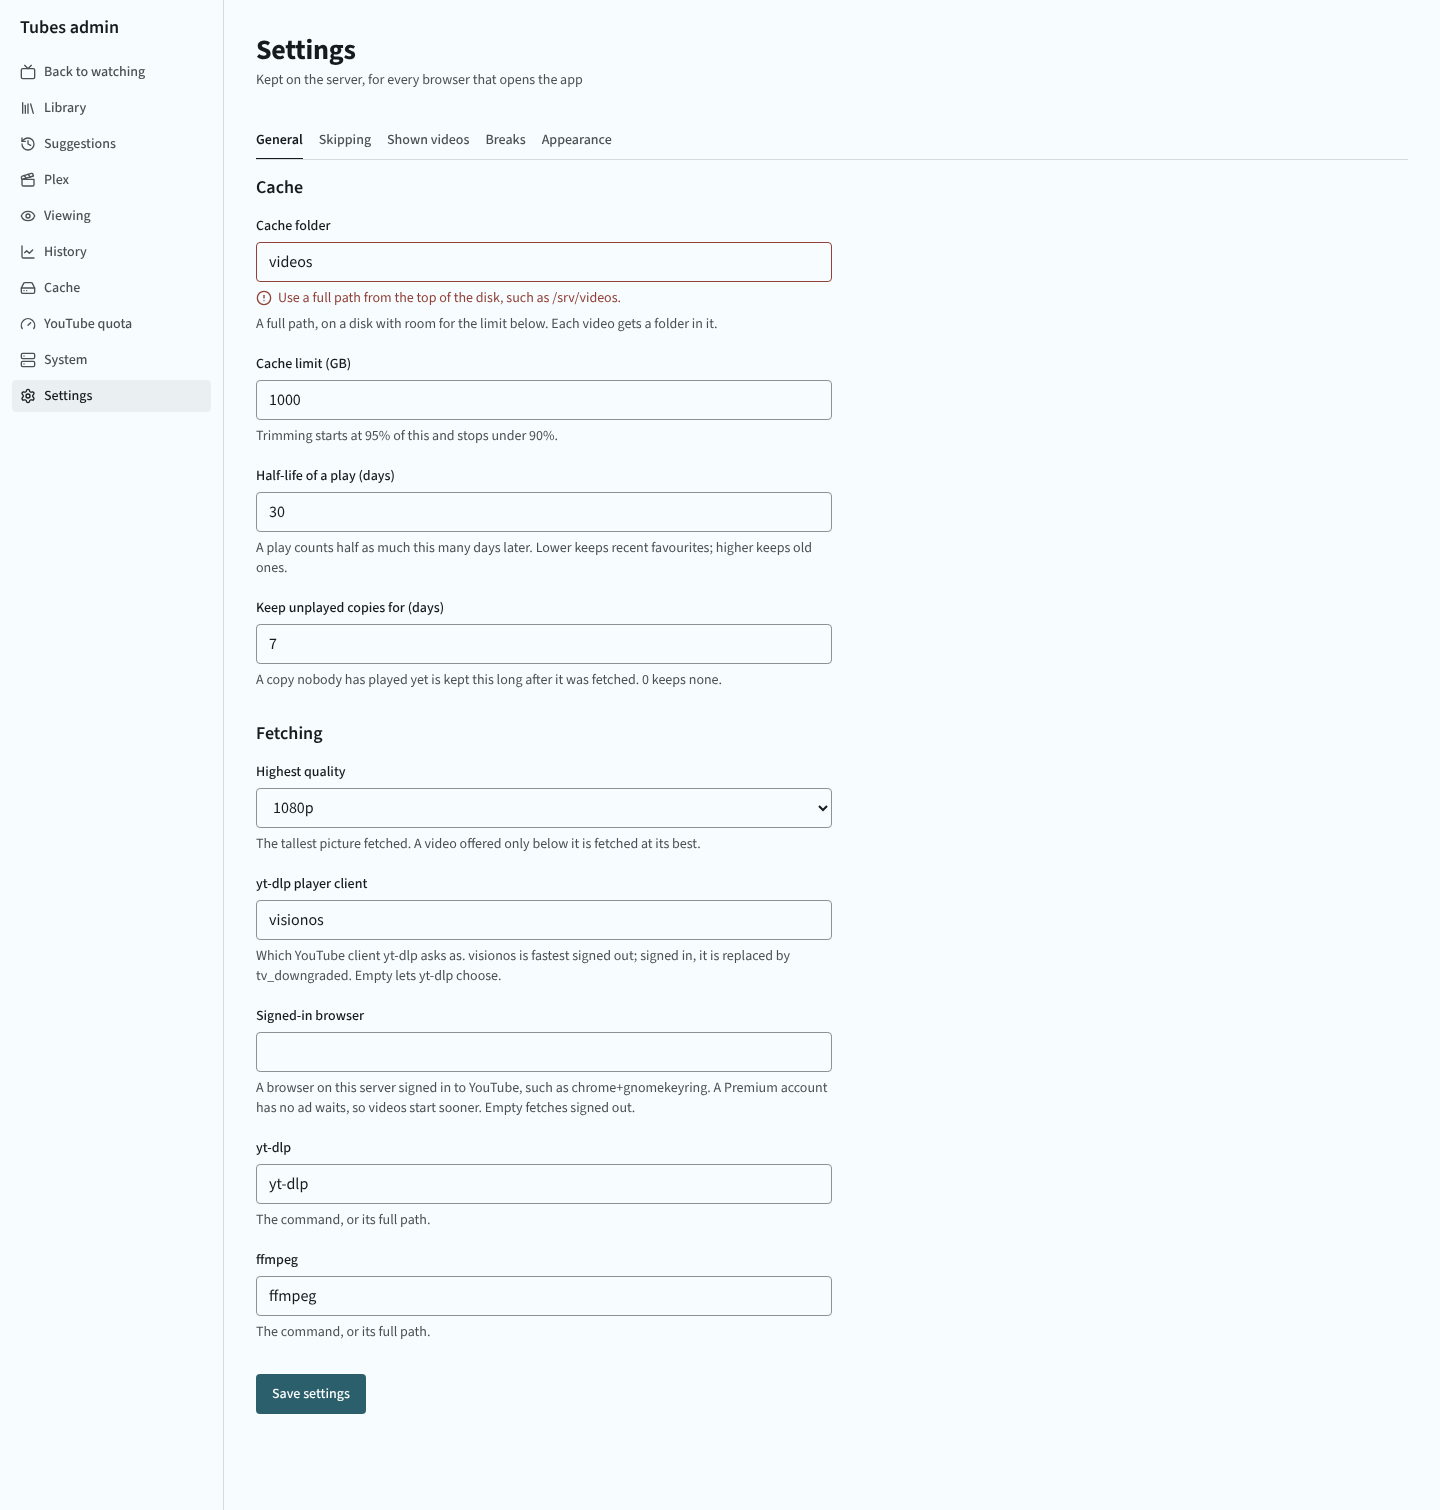 Tubes admin
Back to watching
Library
Suggestions
Plex
Viewing
History
Cache
YouTube quota
System
Settings
Settings
Kept on the server, for every browser that opens the app
General Skipping Shown videos Breaks Appearance
Cache
Cache folder
videos
Use a full path from the top of the disk, such as /srv/videos.
A full path, on a disk with room for the limit below. Each video gets a folder in it.
Cache limit (GB)
1000
Trimming starts at 95% of this and stops under 90%.
Half-life of a play (days)
30
A play counts half as much this many days later. Lower keeps recent favourites; higher keeps old
ones.
Keep unplayed copies for (days)
7
A copy nobody has played yet is kept this long after it was fetched. 0 keeps none.
Fetching
Highest quality
1080p
The tallest picture fetched. A video offered only below it is fetched at its best.
yt-dlp player client
visionos
Which YouTube client yt-dlp asks as. visionos is fastest signed out; signed in, it is replaced by
tv_downgraded. Empty lets yt-dlp choose.
Signed-in browser
A browser on this server signed in to YouTube, such as chrome+gnomekeyring. A Premium account
has no ad waits, so videos start sooner. Empty fetches signed out.
yt-dlp
yt-dlp
The command, or its full path.
ffmpeg
ffmpeg
The command, or its full path.
Save settings